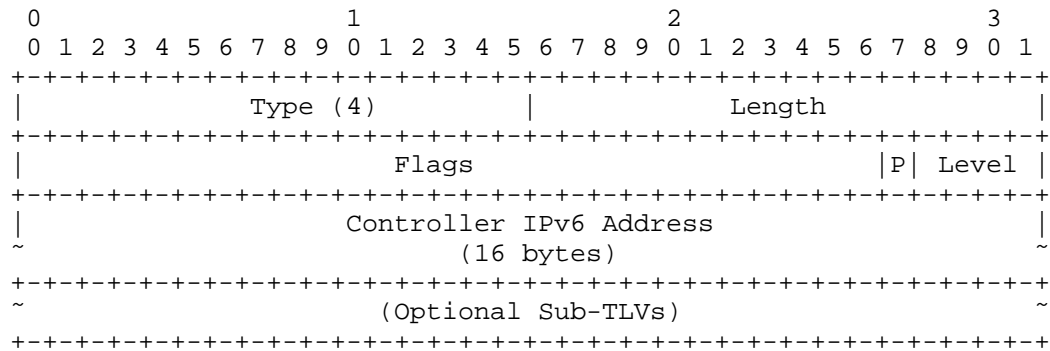 0                   1                   2                   3
 0 1 2 3 4 5 6 7 8 9 0 1 2 3 4 5 6 7 8 9 0 1 2 3 4 5 6 7 8 9 0 1
+-+-+-+-+-+-+-+-+-+-+-+-+-+-+-+-+-+-+-+-+-+-+-+-+-+-+-+-+-+-+-+-+
|              Type (4)         |            Length             |
+-+-+-+-+-+-+-+-+-+-+-+-+-+-+-+-+-+-+-+-+-+-+-+-+-+-+-+-+-+-+-+-+
|                       Flags                         |P| Level |
+-+-+-+-+-+-+-+-+-+-+-+-+-+-+-+-+-+-+-+-+-+-+-+-+-+-+-+-+-+-+-+-+
|                    Controller IPv6 Address                    |
~                           (16 bytes)                          ~
+-+-+-+-+-+-+-+-+-+-+-+-+-+-+-+-+-+-+-+-+-+-+-+-+-+-+-+-+-+-+-+-+
~                      (Optional Sub-TLVs)                      ~
+-+-+-+-+-+-+-+-+-+-+-+-+-+-+-+-+-+-+-+-+-+-+-+-+-+-+-+-+-+-+-+-+